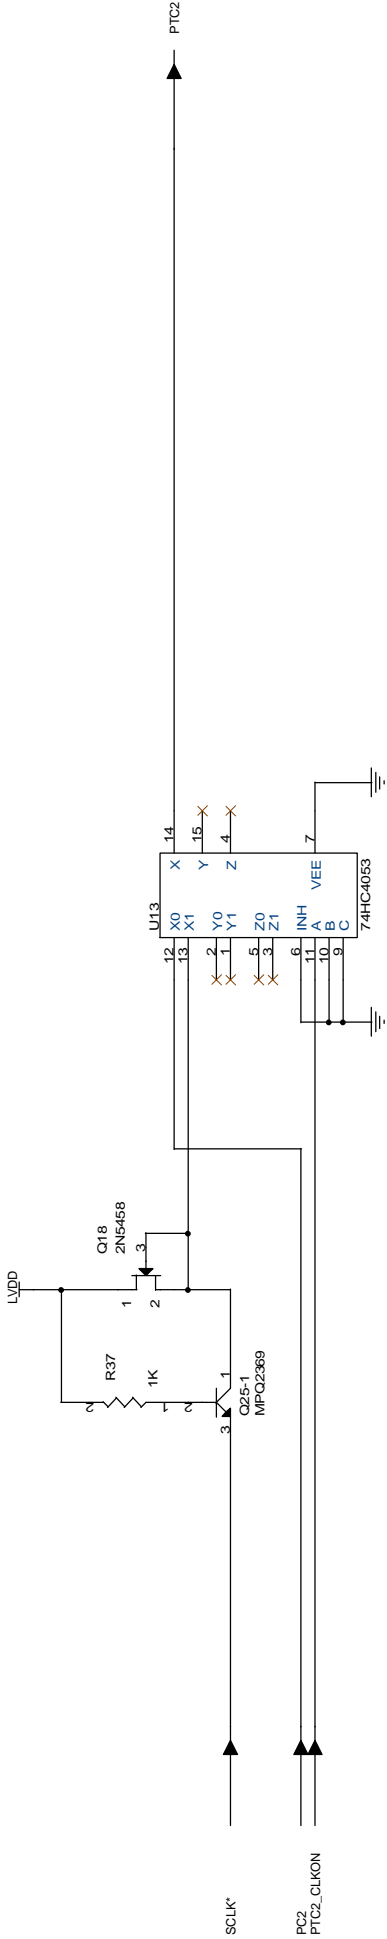 PTC2
U13
12 X0 X 14
13 X1
2 Y0 Y 15
1 Y1
5 Z0 Z 4
3 Z1
6 INH
11 A VEE 7
10 B
9 C
74HC4053
LVDD
Q18
2N5458
3
1
2
R37
1K
2
1
2
Q25-1
MPQ2369
1
3
SCLK*
PC2
PTC2_CLKON